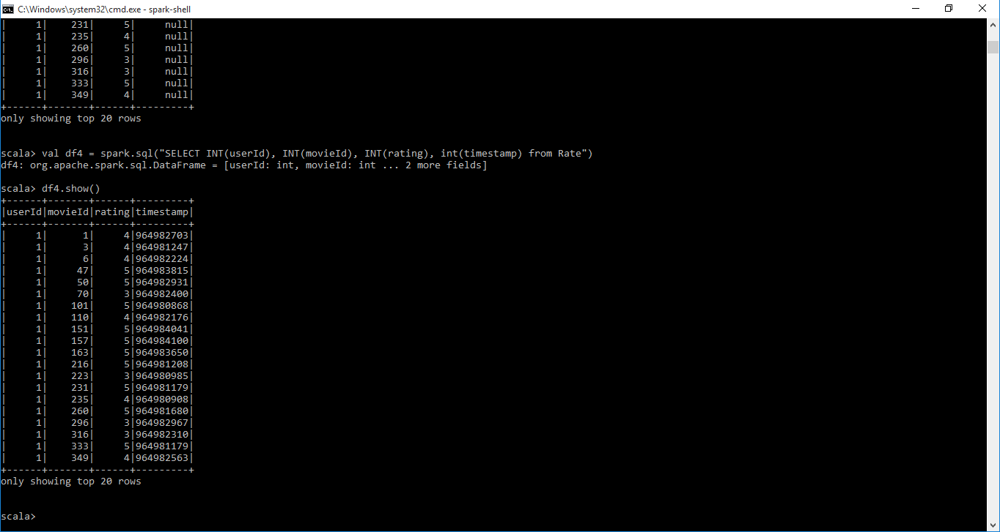 C:\Windows\system32\cmd.exe - spark-shell
|     1|    231|     5|     null|
|     1|    235|     4|     null|
|     1|    260|     5|     null|
|     1|    296|     3|     null|
|     1|    316|     3|     null|
|     1|    333|     5|     null|
|     1|    349|     4|     null|
+------+-------+------+---------+
only showing top 20 rows
scala> val df4 = spark.sql("SELECT INT(userId), INT(movieId), INT(rating), int(timestamp) from Rate")
df4: org.apache.spark.sql.DataFrame = [userId: int, movieId: int ... 2 more fields]
scala> df4.show()
+------+-------+------+---------+
|userId|movieId|rating|timestamp|
+------+-------+------+---------+
|     1|      1|     4|964982703|
|     1|      3|     4|964981247|
|     1|      6|     4|964982224|
|     1|     47|     5|964983815|
|     1|     50|     5|964982931|
|     1|     70|     3|964982400|
|     1|    101|     5|964980868|
|     1|    110|     4|964982176|
|     1|    151|     5|964984041|
|     1|    157|     5|964984100|
|     1|    163|     5|964983650|
|     1|    216|     5|964981208|
|     1|    223|     3|964980985|
|     1|    231|     5|964981179|
|     1|    235|     4|964980908|
|     1|    260|     5|964981680|
|     1|    296|     3|964982967|
|     1|    316|     3|964982310|
|     1|    333|     5|964981179|
|     1|    349|     4|964982563|
+------+-------+------+---------+
only showing top 20 rows
scala>